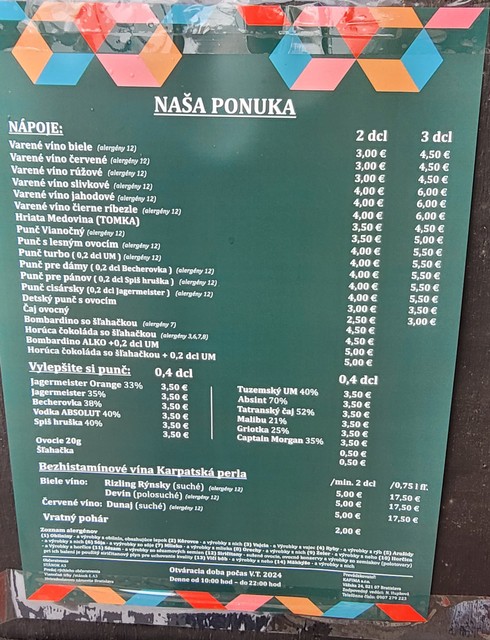 NAŠA PONUKA
NÁPOJE: 2 dcl 3 dcl
Varené víno biele (alergény 12) 3,00 € 4,50 €
Varené víno červené (alergény 12) 3,00 € 4,50 €
Varené víno rúžové (alergény 12) 3,00 € 4,50 €
Varené víno slivkové (alergény 12) 4,00 € 6,00 €
Varené víno jahodové (alergény 12) 4,00 € 6,00 €
Varené víno čierne ríbezle (alergény 12) 4,00 € 6,00 €
Hriata Medovina (TOMKA) 3,50 € 4,50 €
Punč Vianočný (alergény 12) 3,50 € 5,00 €
Punč s lesným ovocím (alergény 12) 4,00 € 5,50 €
Punč turbo ( 0,2 dcl UM ) (alergény 12) 4,00 € 5,50 €
Punč pre dámy ( 0,2 dcl Becherovka ) (alergény 12) 4,00 € 5,50 €
Punč pre pánov ( 0,2 dcl Spiš hruška ) (alergény 12) 4,00 € 5,50 €
Punč cisársky ( 0,2 dcl Jagermeister ) (alergény 12) 4,00 € 5,50 €
Detský punč s ovocím 3,00 € 3,50 €
Čaj ovocný 2,50 € 3,00 €
Bombardino so šľahačkou (alergény 7) 4,50 €
Horúca čokoláda so šľahačkou (alergény 3,6,7,8) 4,50 €
Bombardino ALKO +0,2 dcl UM 5,00 €
Horúca čokoláda so šľahačkou + 0,2 dcl UM 5,00 €
Vylepšite si punč: 0,4 dcl 0,4 dcl
Jagermeister Orange 33% 3,50 €
Jagermeister 35% 3,50 €
Becherovka 38% 3,50 €
Vodka ABSOLUT 40% 3,50 €
Spiš hruška 40% 3,50 €
Tuzemský UM 40% 3,50 €
Absint 70% 3,50 €
Tatranský čaj 52% 3,50 €
Malibu 21% 3,50 €
Griotka 25% 3,50 €
Captain Morgan 35% 3,50 €
Ovocie 20g 0,50 €
Šľahačka 0,50 €
Bezhistamínové vína Karpatská perla
/min. 2 dcl /0,75 l fľ.
Biele víno: Rizling Rýnsky (suché) (alergény 12) 5,00 € 17,50 €
Devín (polosuché) (alergény 12) 5,00 € 17,50 €
Červené víno: Dunaj (suché) (alergény 12) 5,00 € 17,50 €
Vratný pohár 2,00 €
Zoznam alergénov
Otváracia doba počas V.T. 2024
Denne od 10:00 hod – do 22:00 hod